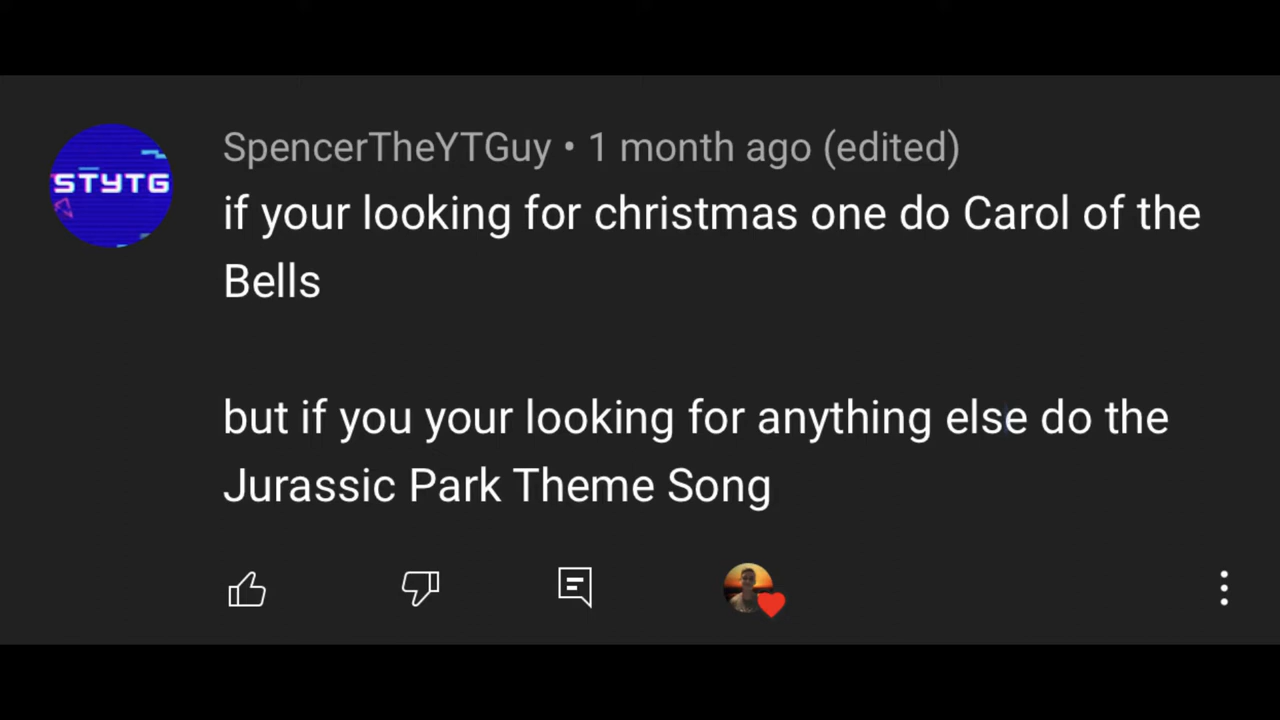 STYTG
SpencerTheYTGuy • 1 month ago (edited)
if your looking for christmas one do Carol of the
Bells
but if you your looking for anything else do the
Jurassic Park Theme Song